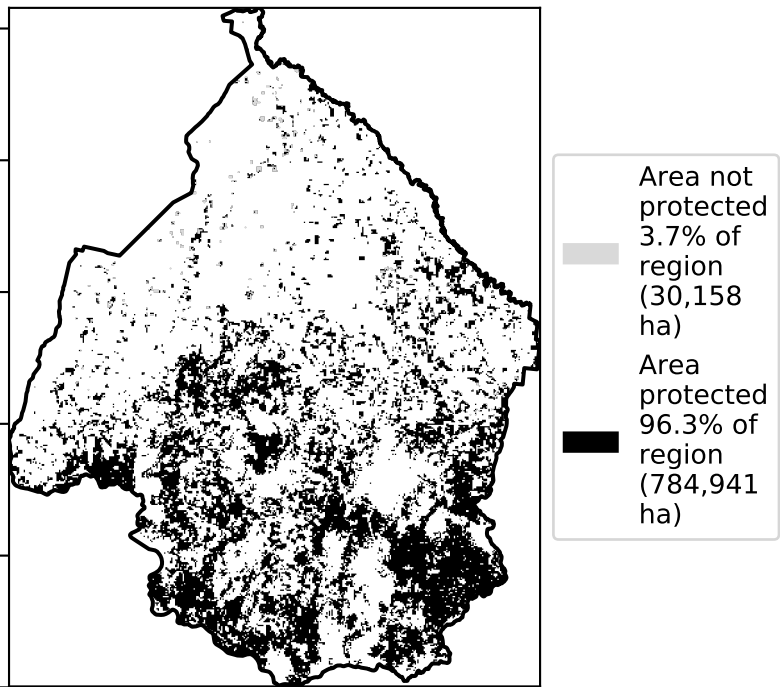 Area not
protected
3.7% of
region
(30,158
ha)
Area
protected
96.3% of
region
(784,941
ha)